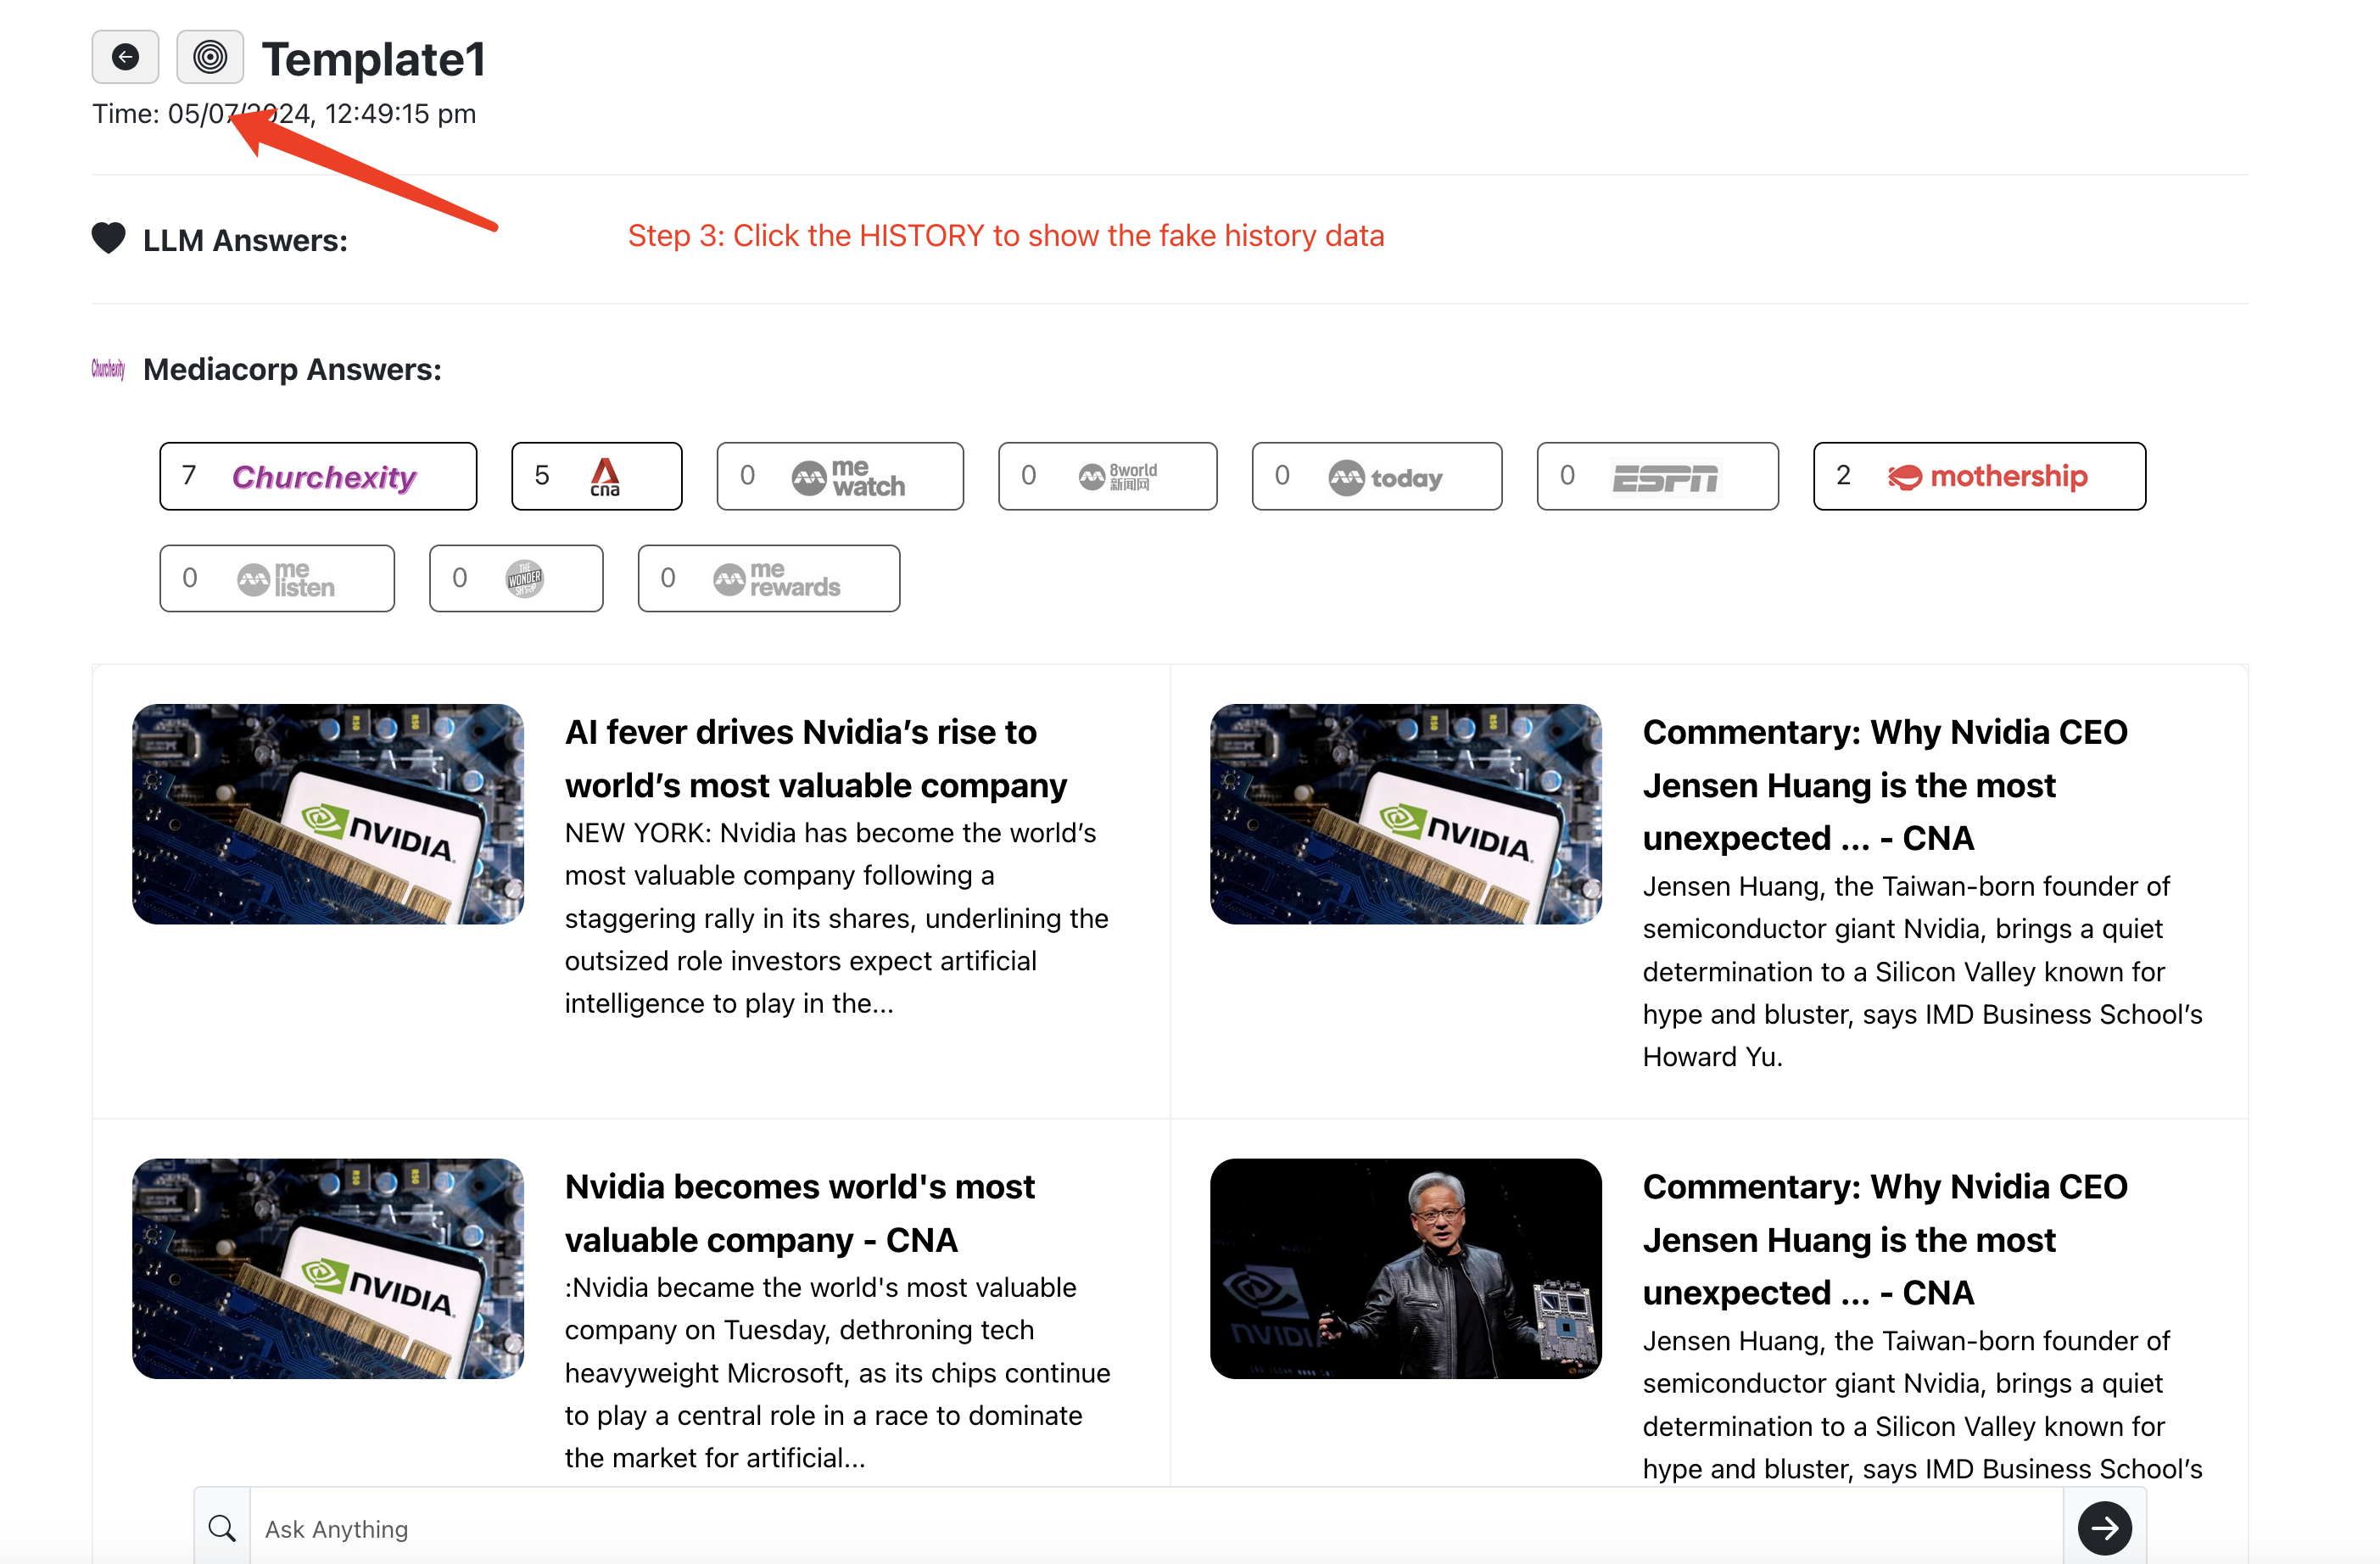 Template1
Time: 05/07/2024, 12:49:15 pm
LLM Answers:
Step 3: Click the HISTORY to show the fake history data
Churchexity
Mediacorp Answers:
7 Churchexity
5 cna
0 me watch
0 8world 新闻网
0 today
0 ESPN
2 mothership
0 me listen
0 THE WONDER
0 me rewards
NVIDIA
AI fever drives Nvidia’s rise to
world’s most valuable company
NEW YORK: Nvidia has become the world’s
most valuable company following a
staggering rally in its shares, underlining the
outsized role investors expect artificial
intelligence to play in the...
NVIDIA
Commentary: Why Nvidia CEO
Jensen Huang is the most
unexpected ... - CNA
Jensen Huang, the Taiwan-born founder of
semiconductor giant Nvidia, brings a quiet
determination to a Silicon Valley known for
hype and bluster, says IMD Business School’s
Howard Yu.
NVIDIA
Nvidia becomes world's most
valuable company - CNA
:Nvidia became the world's most valuable
company on Tuesday, dethroning tech
heavyweight Microsoft, as its chips continue
to play a central role in a race to dominate
the market for artificial...
Commentary: Why Nvidia CEO
Jensen Huang is the most
unexpected ... - CNA
Jensen Huang, the Taiwan-born founder of
semiconductor giant Nvidia, brings a quiet
determination to a Silicon Valley known for
hype and bluster, says IMD Business School’s
Ask Anything